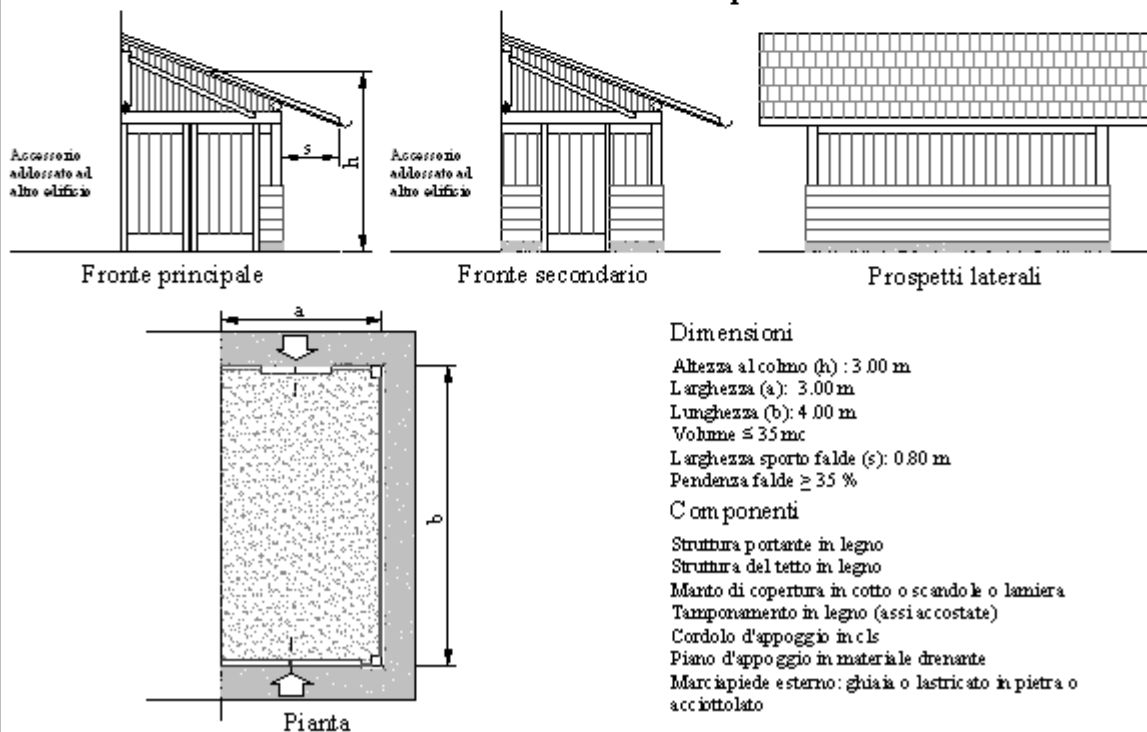 Accessorio
addossato ad
altro edificio
s
h
Fronte principale
Accessorio
addossato ad
altro edificio
Fronte secondario
Prospetti laterali
a
b
Pianta
Dimensioni
Altezza al colmo (h) : 3.00 m
Larghezza (a): 3.00 m
Lunghezza (b): 4.00 m
Volume ≤ 35 mc
Larghezza sporto falde (s): 0.80 m
Pendenza falde ≥ 35 %
Componenti
Struttura portante in legno
Struttura del tetto in legno
Manto di copertura in cotto o scandole o lamiera
Tamponamento in legno (assi accostate)
Cordolo d'appoggio in cls
Piano d'appoggio in materiale drenante
Marciapiede esterno: ghiaia o lastricato in pietra o
acciottolato